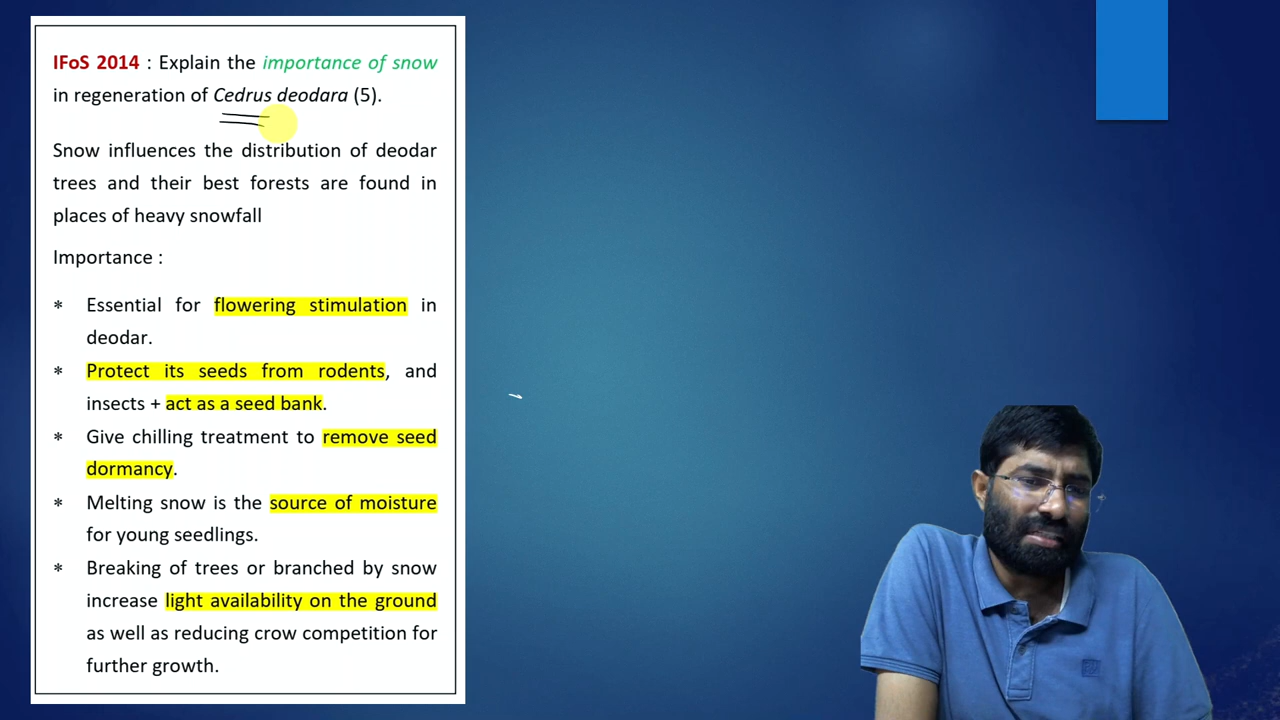 IFoS 2014 : Explain the importance of snow
in regeneration of Cedrus deodara (5).
Snow influences the distribution of deodar
trees and their best forests are found in
places of heavy snowfall
Importance :
* Essential for flowering stimulation in
deodar.
* Protect its seeds from rodents, and
insects + act as a seed bank.
* Give chilling treatment to remove seed
dormancy.
* Melting snow is the source of moisture
for young seedlings.
* Breaking of trees or branched by snow
increase light availability on the ground
as well as reducing crow competition for
further growth.